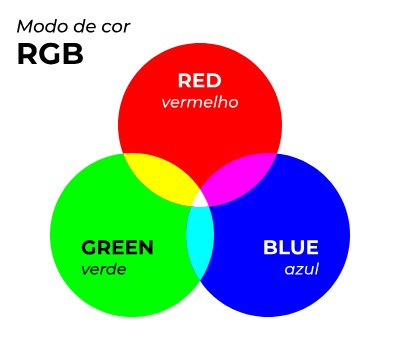 Modo de cor
RGB
RED
vermelho
GREEN
verde
BLUE
azul